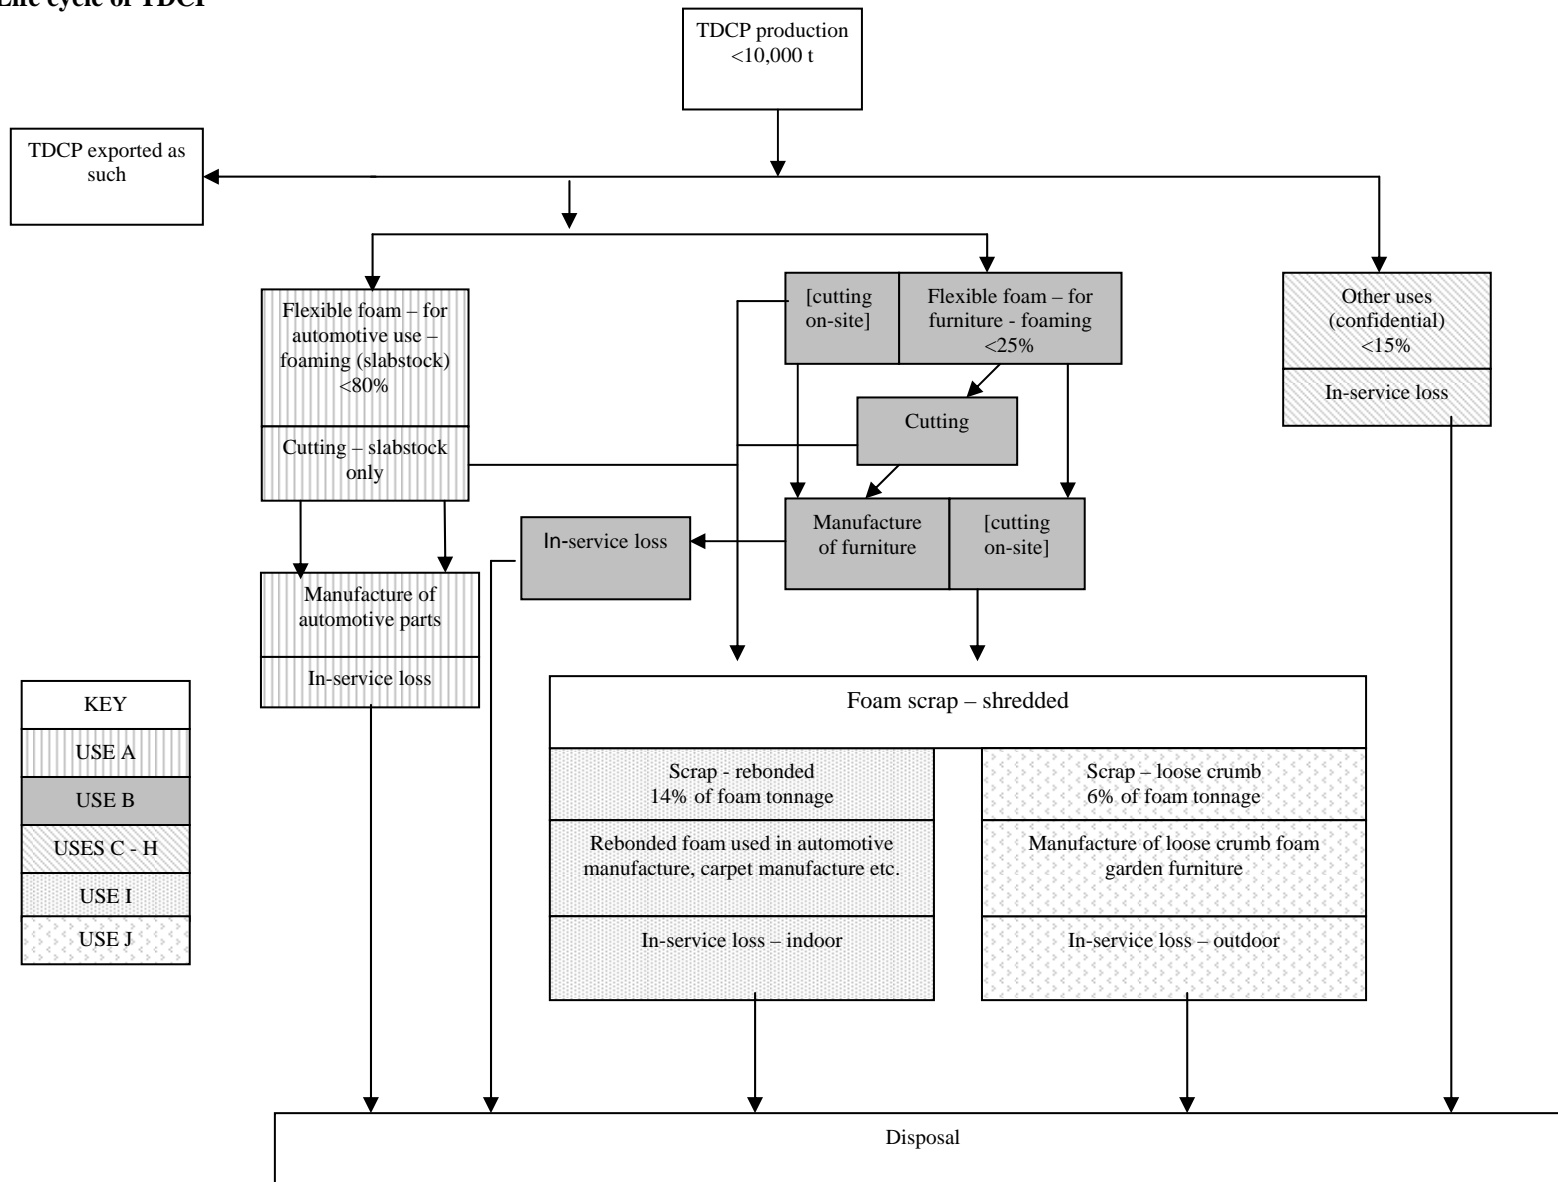 Life cycle of TDCP
TDCP production
<10,000 t
TDCP exported as
such
Flexible foam – for
automotive use –
foaming (slabstock)
<80%
Cutting – slabstock
only
[cutting
on-site]
Flexible foam – for
furniture - foaming
<25%
Other uses
(confidential)
<15%
In-service loss
Cutting
In-service loss
Manufacture
of furniture
[cutting
on-site]
Manufacture of
automotive parts
In-service loss
KEY
USE A
USE B
USES C - H
USE I
USE J
Foam scrap – shredded
Scrap - rebonded
14% of foam tonnage
Rebonded foam used in automotive
manufacture, carpet manufacture etc.
In-service loss – indoor
Scrap – loose crumb
6% of foam tonnage
Manufacture of loose crumb foam
garden furniture
In-service loss – outdoor
Disposal